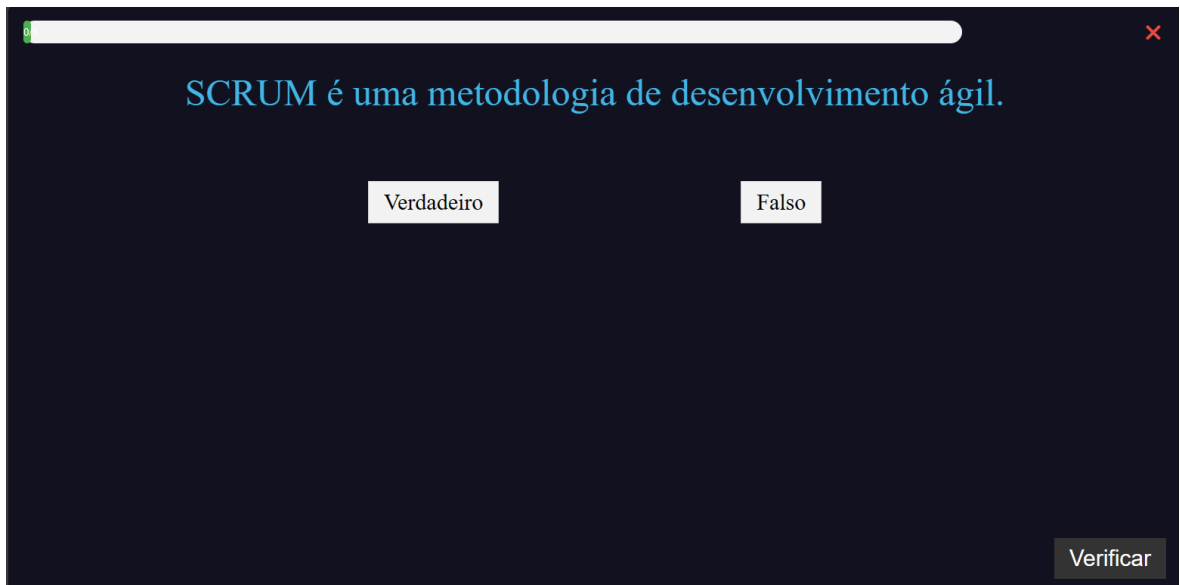 SCRUM é uma metodologia de desenvolvimento ágil.
Verdadeiro
Falso
Verificar